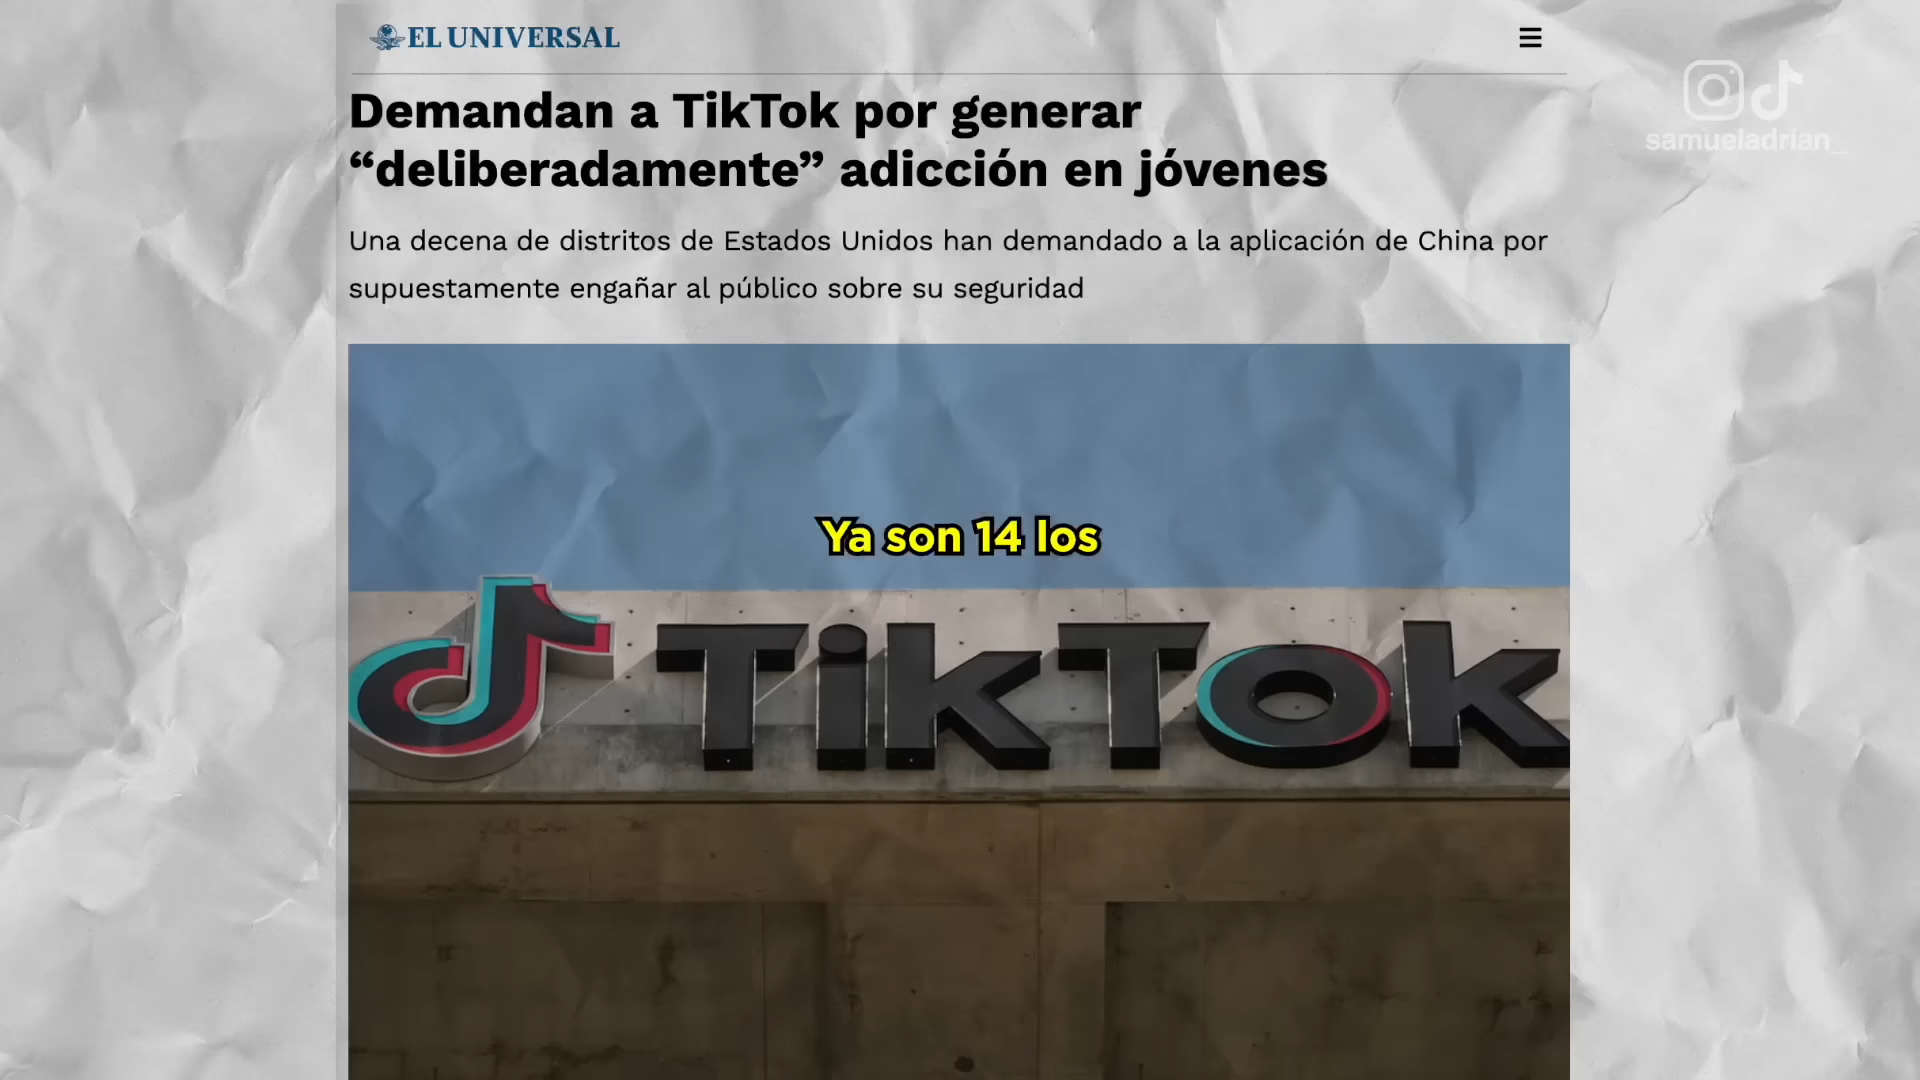 EL UNIVERSAL
samueladrian_
Demandan a TikTok por generar
“deliberadamente” adicción en jóvenes
Una decena de distritos de Estados Unidos han demandado a la aplicación de China por
supuestamente engañar al público sobre su seguridad
Ya son 14 los
TikTok